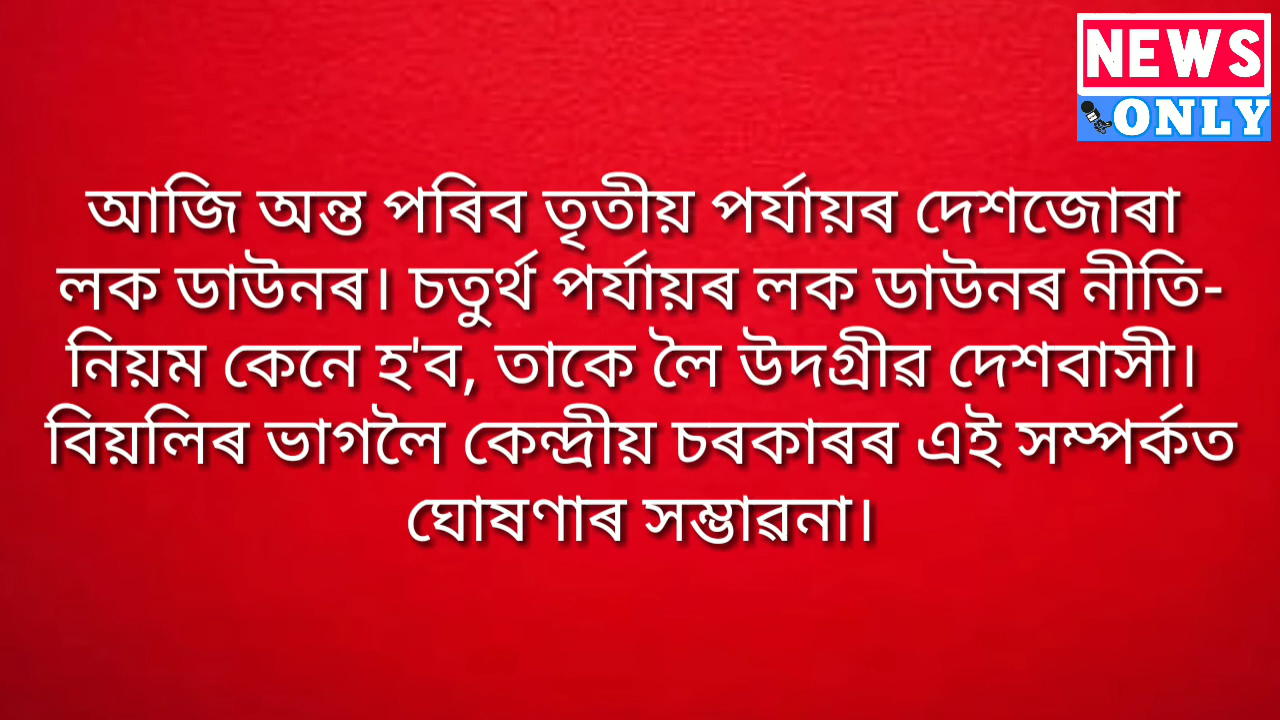 NEWS
ONLY
আজি অন্ত পৰিব তৃতীয় পৰ্যায়ৰ দেশজোৰা
লক ডাউনৰ। চতুৰ্থ পৰ্যায়ৰ লক ডাউনৰ নীতি-
নিয়ম কেনে হ'ব, তাকে লৈ উদগ্ৰীৱ দেশবাসী।
বিয়লিৰ ভাগলৈ কেন্দ্ৰীয় চৰকাৰৰ এই সম্পৰ্কত
ঘোষণাৰ সম্ভাৱনা।